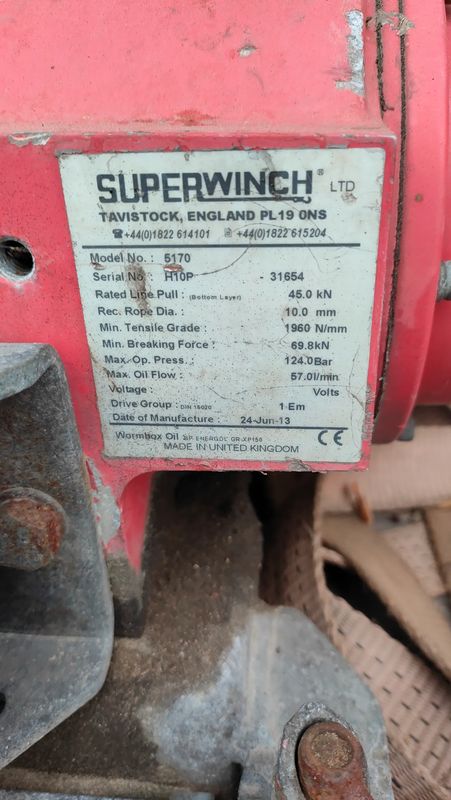 SUPERWINCH® LTD
TAVISTOCK, ENGLAND PL19 0NS
☎+44(0)1822 614101 +44(0)1822 615204
Model No. : 5170
Serial No. : H10P - 31654
Rated Line Pull : (Bottom Layer) 45.0 kN
Rec. Rope Dia. : 10.0 mm
Min. Tensile Grade : 1960 N/mm
Min. Breaking Force : 69.8kN
Max. Op. Press. : 124.0Bar
Max. Oil Flow : 57.0l/min
Voltage : Volts
Drive Group : DIN 15020 1 Em
Date of Manufacture : 24-Jun-13
Wormbox Oil : BP ENERGOL GR-XP150 CE
MADE IN UNITED KINGDOM